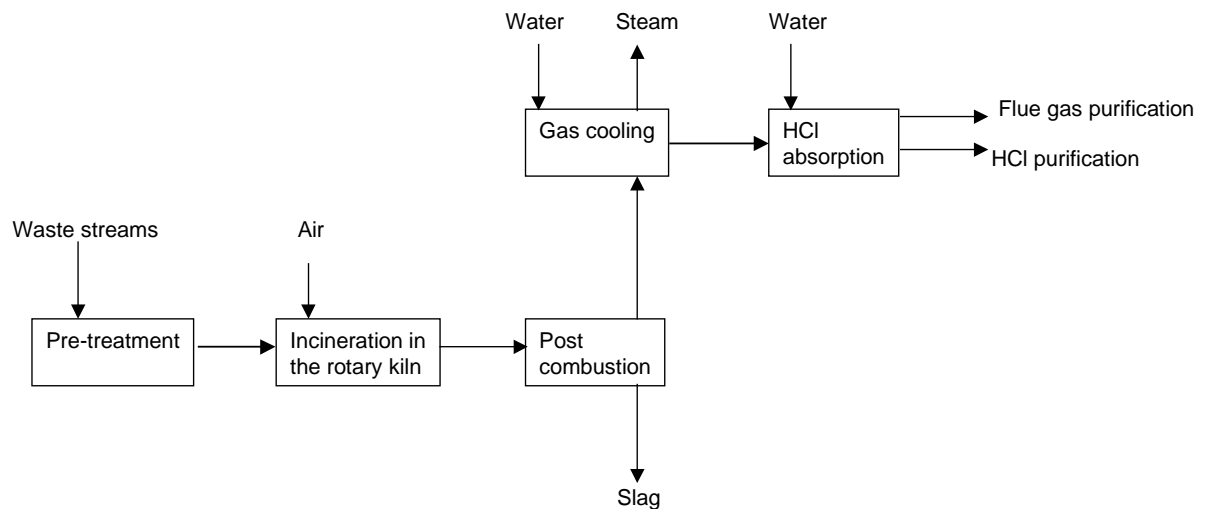 Water
Steam
Water
Gas cooling
HCl
absorption
Flue gas purification
HCl purification
Waste streams
Air
Pre-treatment
Incineration in
the rotary kiln
Post
combustion
Slag